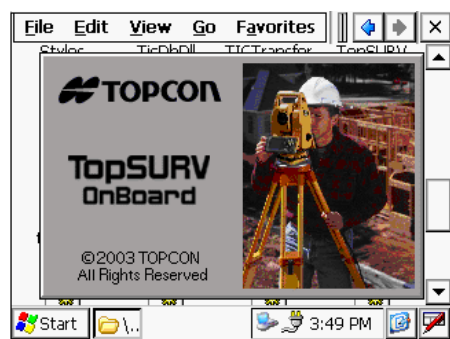 File Edit View Go Favorites
TOPCON
TopSURV
OnBoard
©2003 TOPCON
All Rights Reserved
Start \.. 3:49 PM